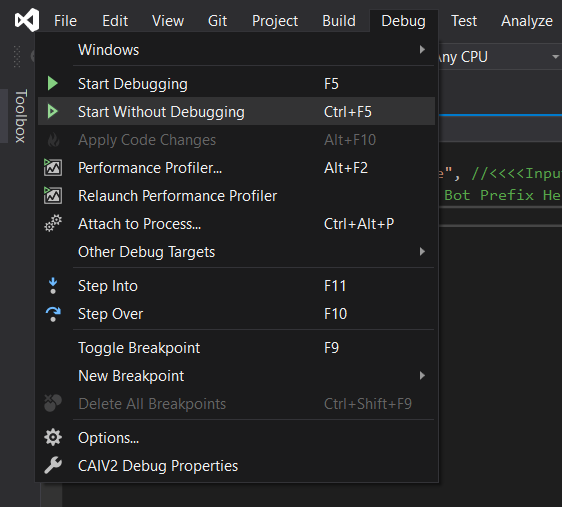 File Edit View Git Project Build Debug Test Analyze
Windows
ny CPU
Start Debugging F5
Toolbox
Start Without Debugging Ctrl+F5
Apply Code Changes Alt+F10
Performance Profiler... Alt+F2
e", //<<<<Inpu
Relaunch Performance Profiler
Bot Prefix He
Attach to Process... Ctrl+Alt+P
Other Debug Targets
Step Into F11
Step Over F10
Toggle Breakpoint F9
New Breakpoint
Delete All Breakpoints Ctrl+Shift+F9
Options...
CAIV2 Debug Properties